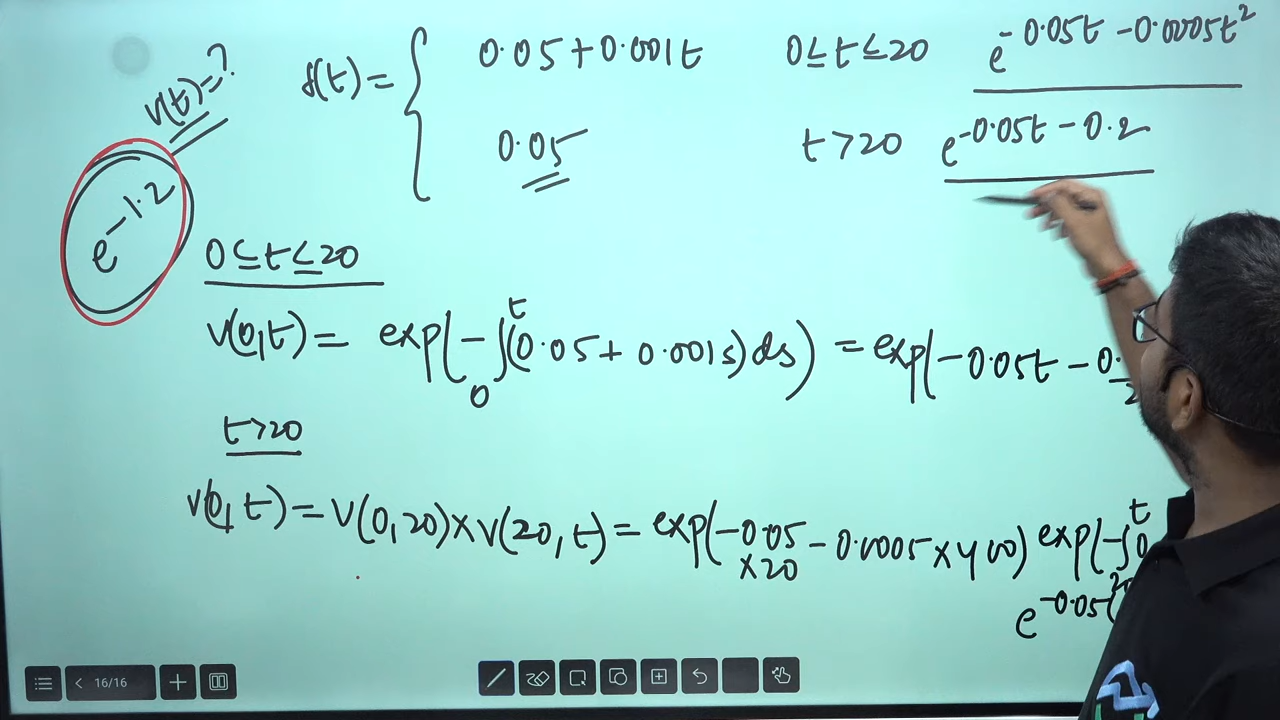 v(t)=?
δ(t)= { 0.05+0.001t 0≤t≤20 e^-0.05t-0.0005t²
0.05 t>20 e^-0.05t-0.2
e^-1.2
0≤t≤20
v(0,t)= exp(-∫₀ᵗ(0.05+0.001s)ds) = exp(-0.05t-0.
2
t>20
v(0,t)=v(0,20)×v(20,t)=exp(-0.05×20-0.0005×400) exp(-∫ᵗ 0
e^-0.05(
16/16